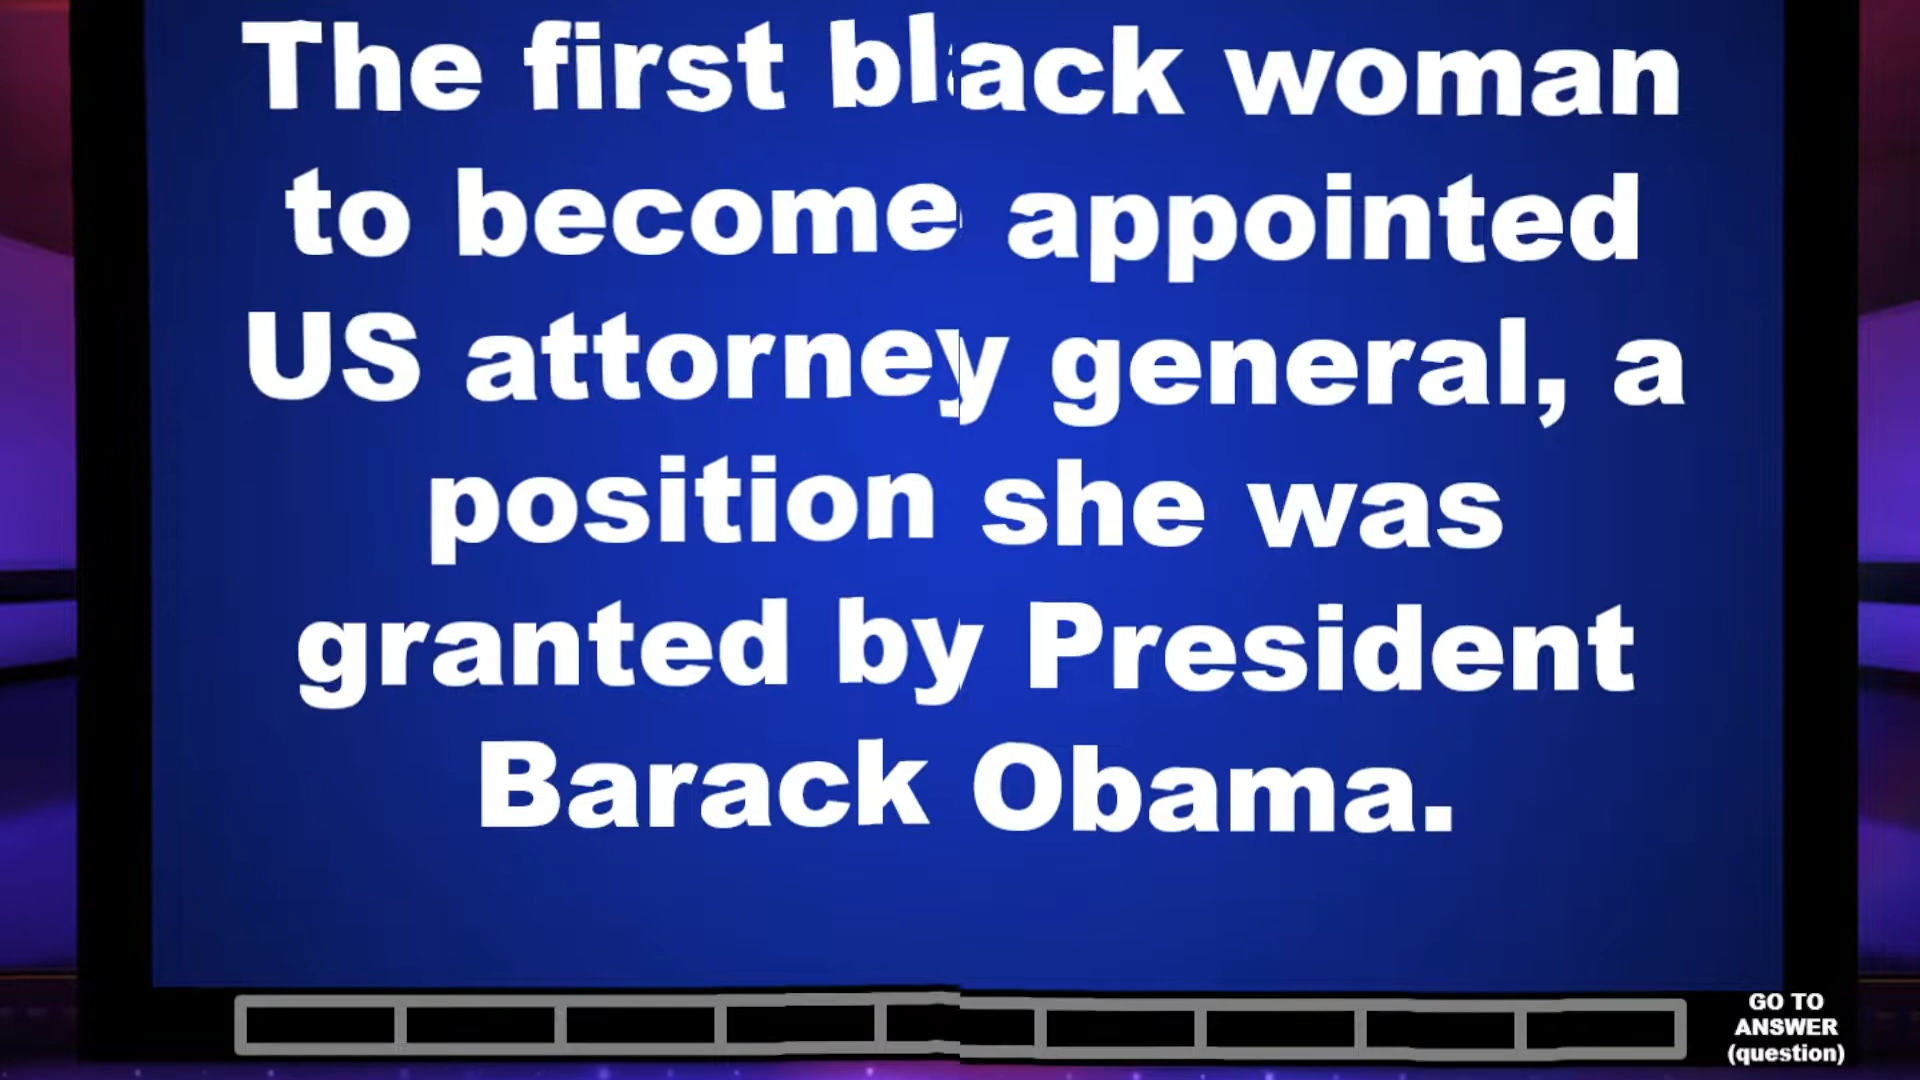 The first black woman
to become appointed
US attorney general, a
position she was
granted by President
Barack Obama.
GO TO
ANSWER
(question)